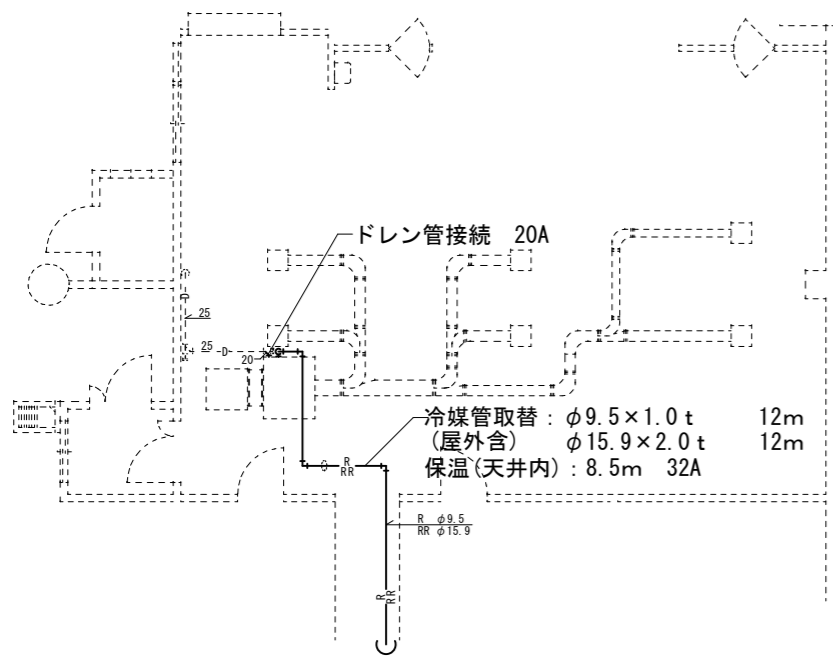 ドレン管接続 20A
25
25 D
20
冷媒管取替：φ9.5×1.0t 12m
（屋外含） φ15.9×2.0t 12m
保温(天井内)：8.5m 32A
R
RR
R φ9.5
RR φ15.9
R
RR